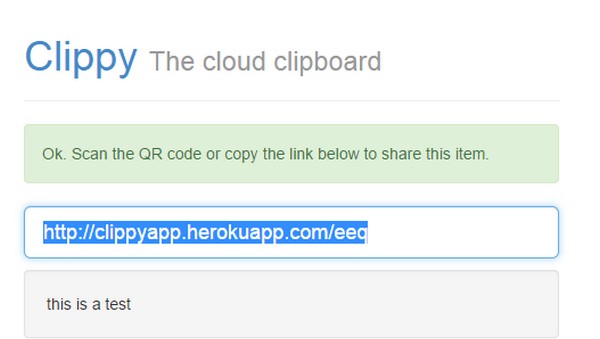 Clippy The cloud clipboard
Ok. Scan the QR code or copy the link below to share this item.
http://clippyapp.herokuapp.com/eeq
this is a test